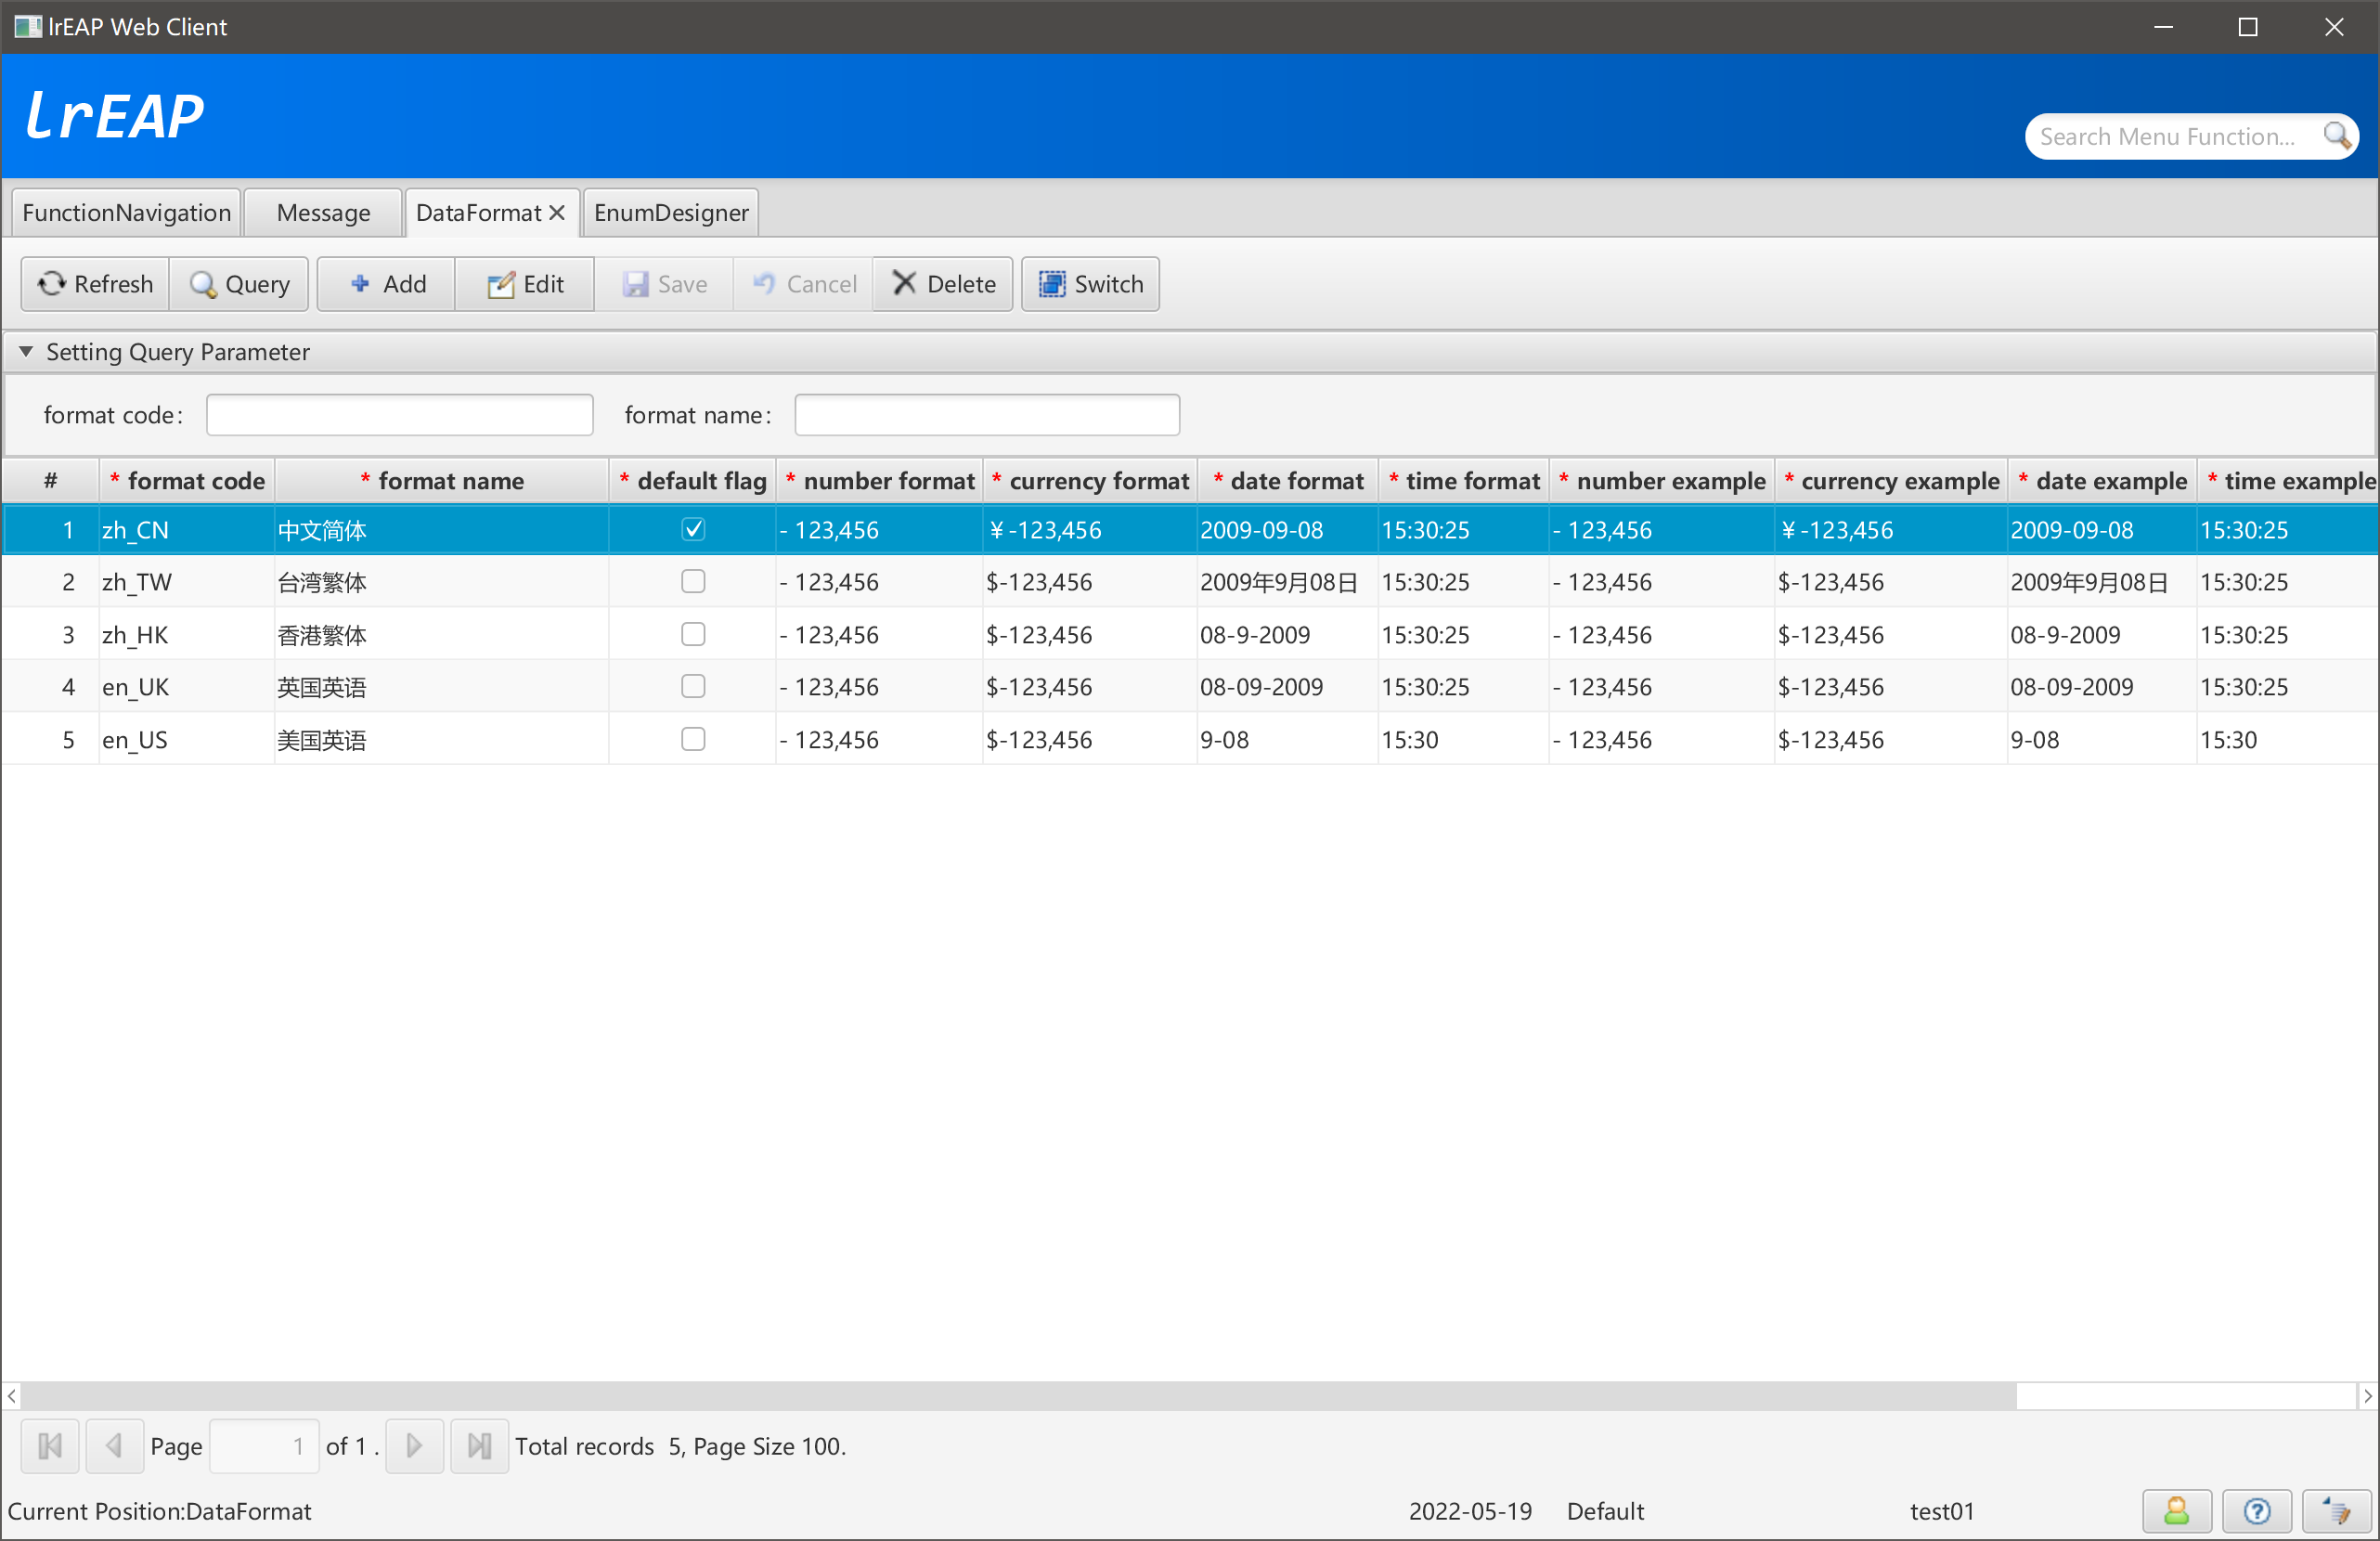 lrEAP Web Client
lrEAP
Search Menu Function...
FunctionNavigation Message DataFormat EnumDesigner
Refresh Query Add Edit Save Cancel Delete Switch
Setting Query Parameter
format code: format name:
# * format code * format name * default flag * number format * currency format * date format * time format * number example * currency example * date example * time example
1 zh_CN 中文简体 - 123,456 ¥ -123,456 2009-09-08 15:30:25 - 123,456 ¥ -123,456 2009-09-08 15:30:25
2 zh_TW 台湾繁体 - 123,456 $-123,456 2009年9月08日 15:30:25 - 123,456 $-123,456 2009年9月08日 15:30:25
3 zh_HK 香港繁体 - 123,456 $-123,456 08-9-2009 15:30:25 - 123,456 $-123,456 08-9-2009 15:30:25
4 en_UK 英国英语 - 123,456 $-123,456 08-09-2009 15:30:25 - 123,456 $-123,456 08-09-2009 15:30:25
5 en_US 美国英语 - 123,456 $-123,456 9-08 15:30 - 123,456 $-123,456 9-08 15:30
Page 1 of 1 . Total records 5, Page Size 100.
Current Position:DataFormat 2022-05-19 Default test01